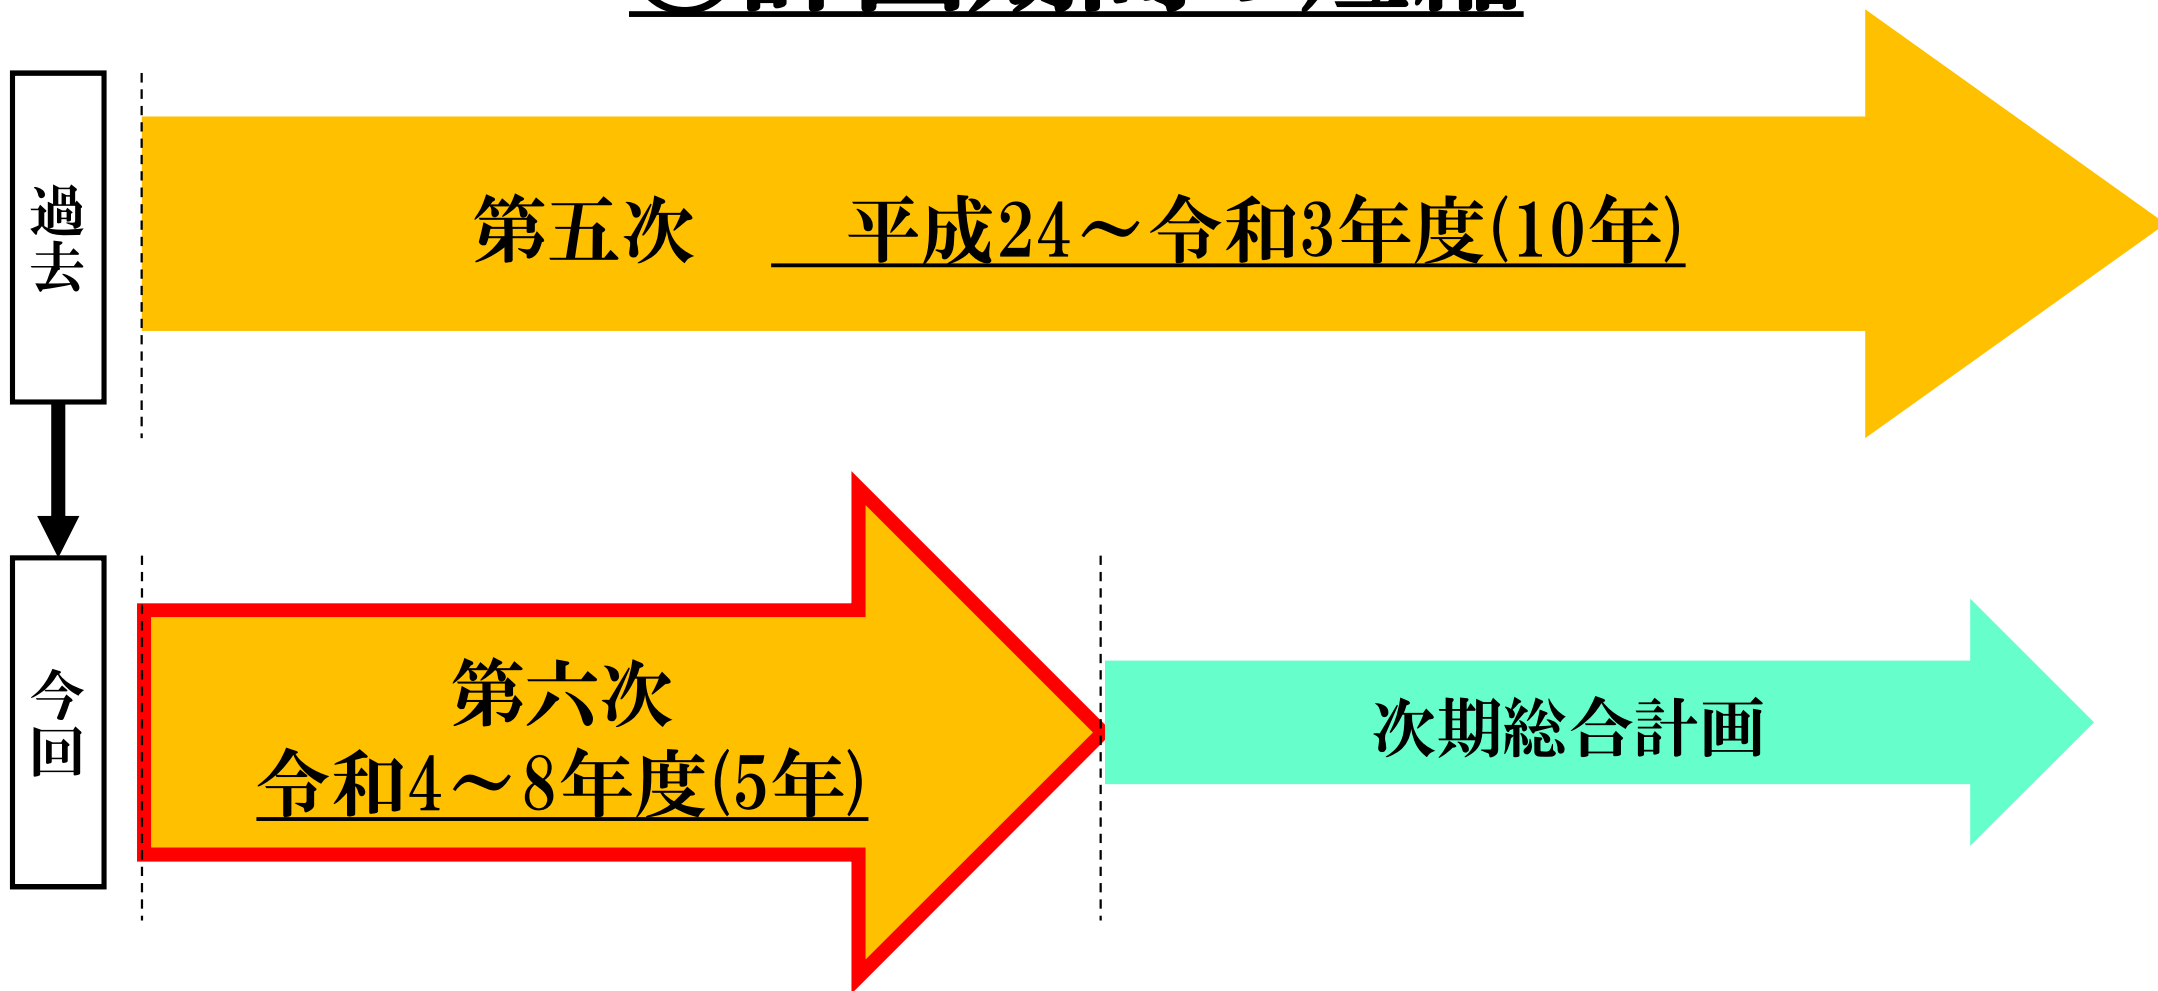 過去
第五次 平成24～令和3年度(10年)
今回
第六次
令和4～8年度(5年)
次期総合計画